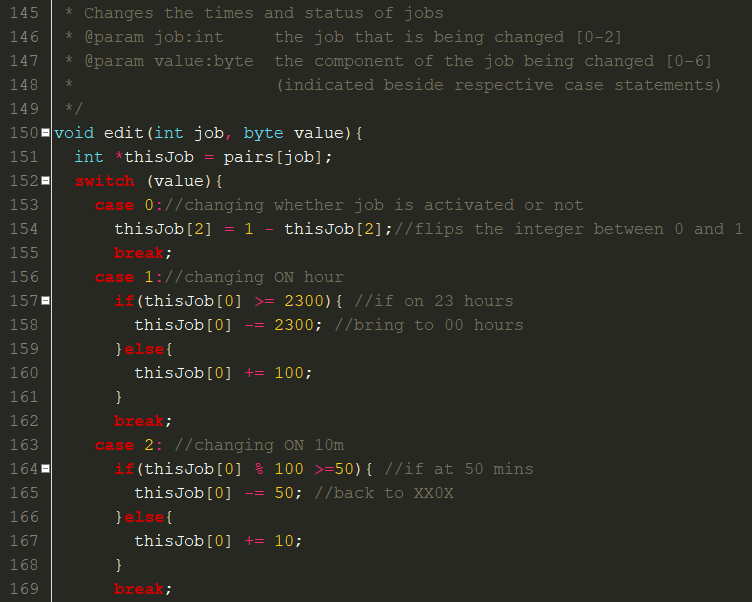 145 * Changes the times and status of jobs
146 * @param job:int     the job that is being changed [0-2]
147 * @param value:byte  the component of the job being changed [0-6]
148 *                    (indicated beside respective case statements)
149 */
150 void edit(int job, byte value){
151   int *thisJob = pairs[job];
152   switch (value){
153     case 0://changing whether job is activated or not
154       thisJob[2] = 1 - thisJob[2];//flips the integer between 0 and 1
155       break;
156     case 1://changing ON hour
157       if(thisJob[0] >= 2300){ //if on 23 hours
158         thisJob[0] -= 2300; //bring to 00 hours
159       }else{
160         thisJob[0] += 100;
161       }
162       break;
163     case 2: //changing ON 10m
164       if(thisJob[0] % 100 >=50){ //if at 50 mins
165         thisJob[0] -= 50; //back to XX0X
166       }else{
167         thisJob[0] += 10;
168       }
169       break;